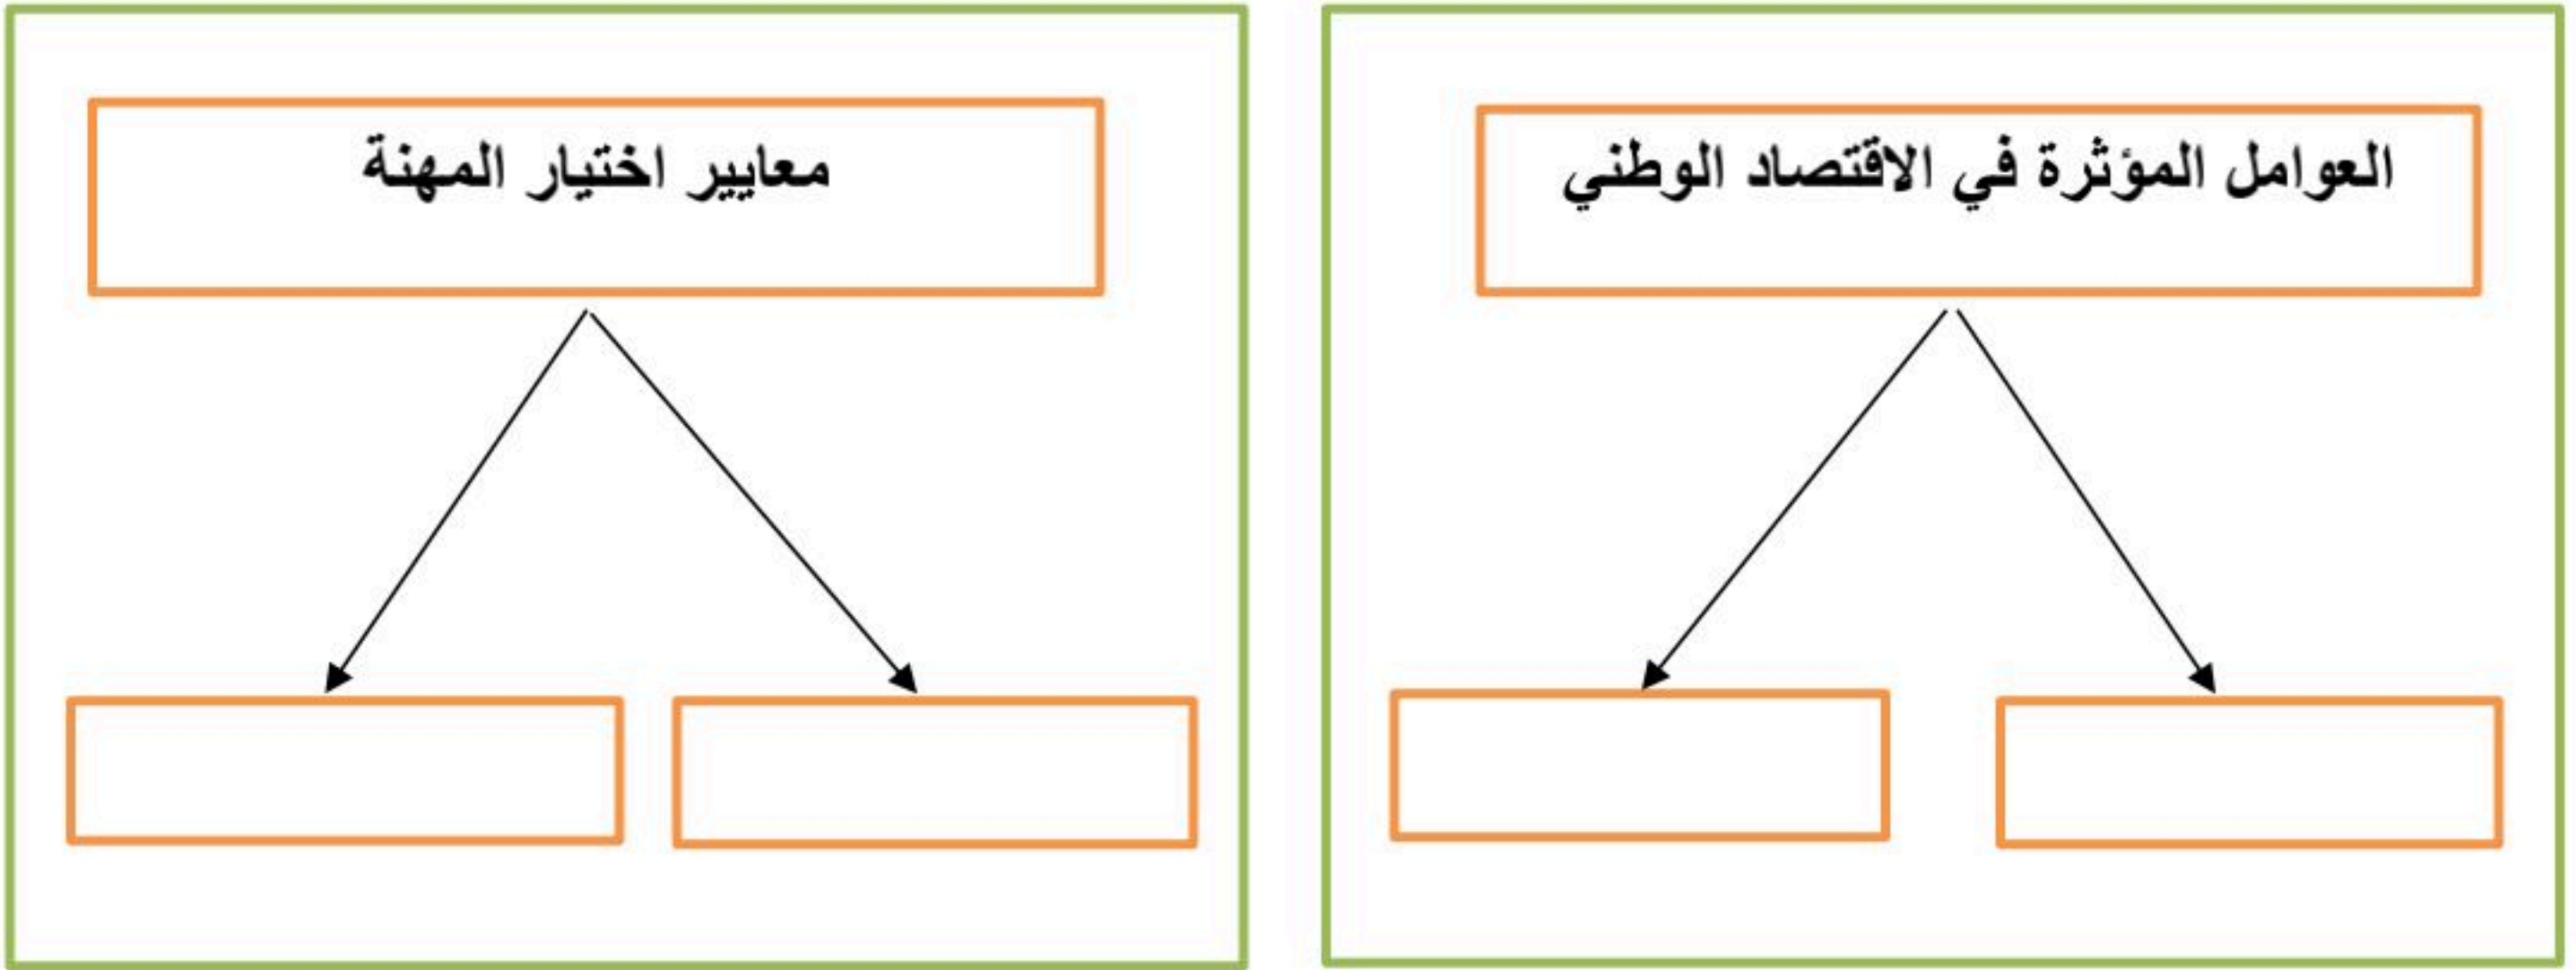 العوامل المؤثرة في الاقتصاد الوطني
معايير اختيار المهنة